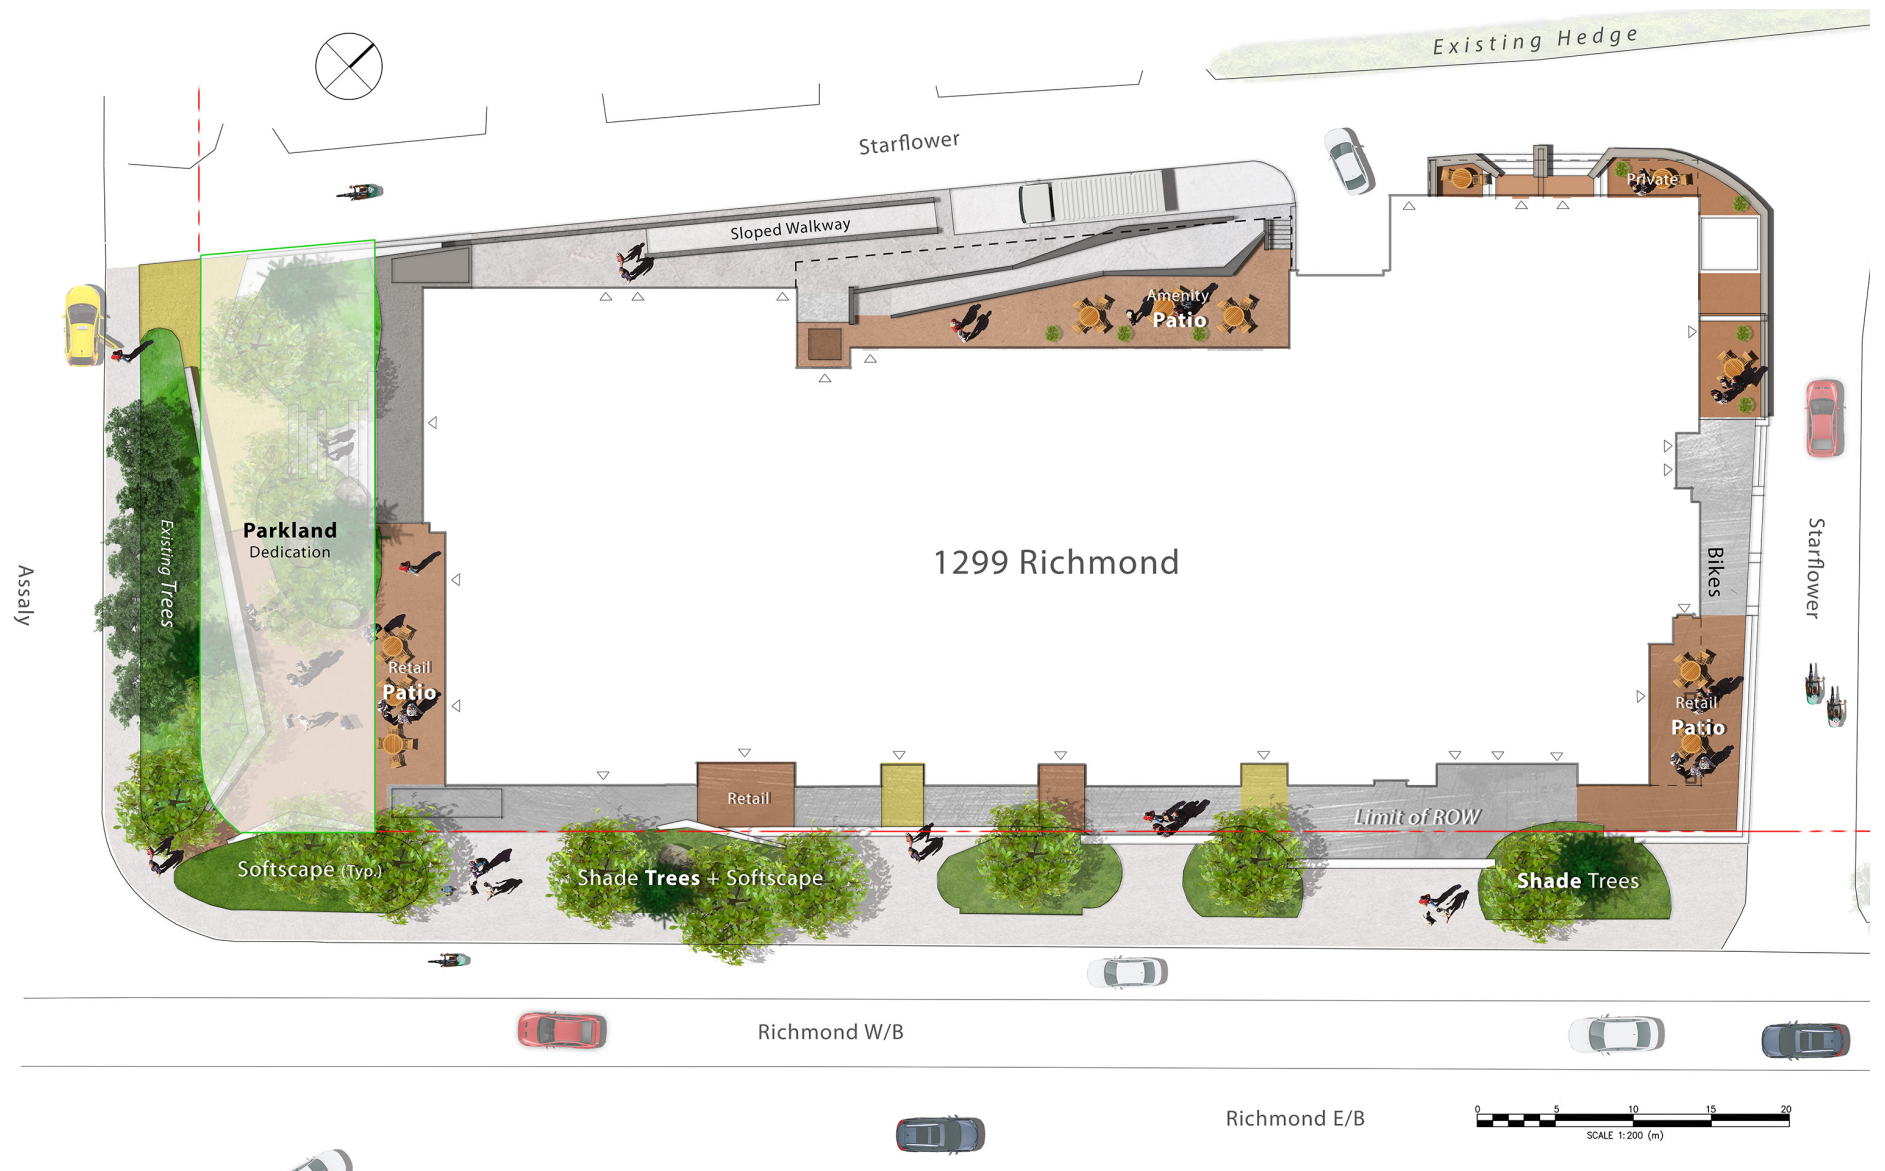 Existing Hedge
Starflower
Private
Sloped Walkway
Amenity
Patio
Existing Trees
Parkland
Dedication
1299 Richmond
Bikes
Starflower
Assaly
Retail
Patio
Retail
Patio
Retail
Limit of ROW
Softscape (Typ.)
Shade Trees + Softscape
Shade Trees
Richmond W/B
Richmond E/B
0 5 10 15 20
SCALE 1:200 (m)